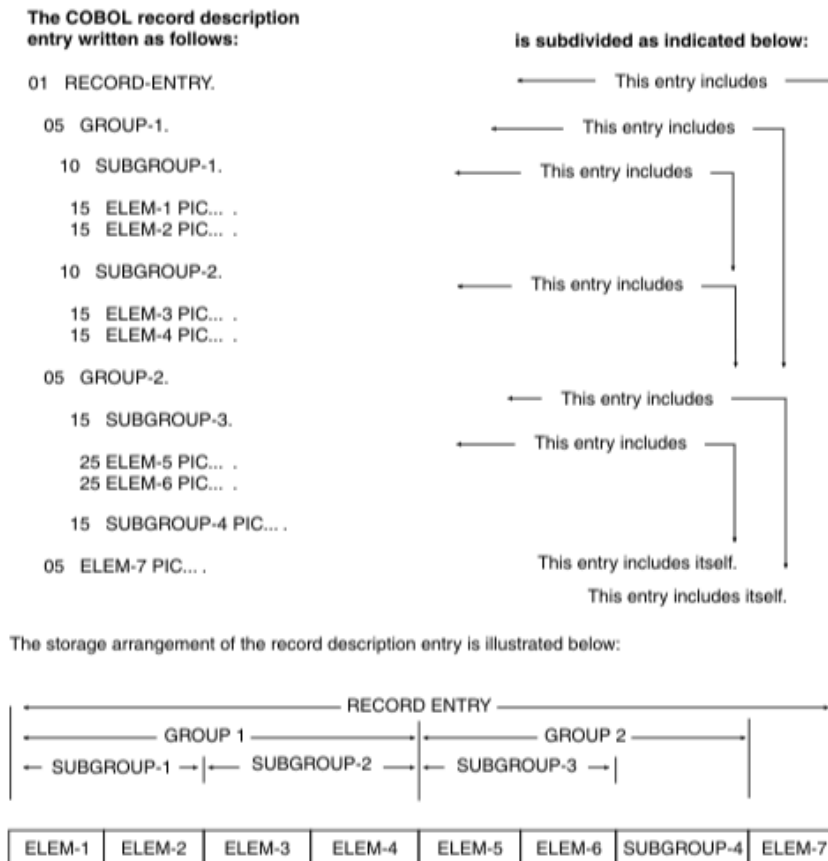 The COBOL record description
entry written as follows:
is subdivided as indicated below:
01 RECORD-ENTRY.
This entry includes
05 GROUP-1.
This entry includes
10 SUBGROUP-1.
This entry includes
15 ELEM-1 PIC... .
15 ELEM-2 PIC... .
10 SUBGROUP-2.
This entry includes
15 ELEM-3 PIC... .
15 ELEM-4 PIC... .
05 GROUP-2.
This entry includes
15 SUBGROUP-3.
This entry includes
25 ELEM-5 PIC... .
25 ELEM-6 PIC... .
15 SUBGROUP-4 PIC... .
This entry includes itself.
05 ELEM-7 PIC... .
This entry includes itself.
The storage arrangement of the record description entry is illustrated below:
RECORD ENTRY
GROUP 1 GROUP 2
SUBGROUP-1 SUBGROUP-2 SUBGROUP-3
ELEM-1 ELEM-2 ELEM-3 ELEM-4 ELEM-5 ELEM-6 SUBGROUP-4 ELEM-7